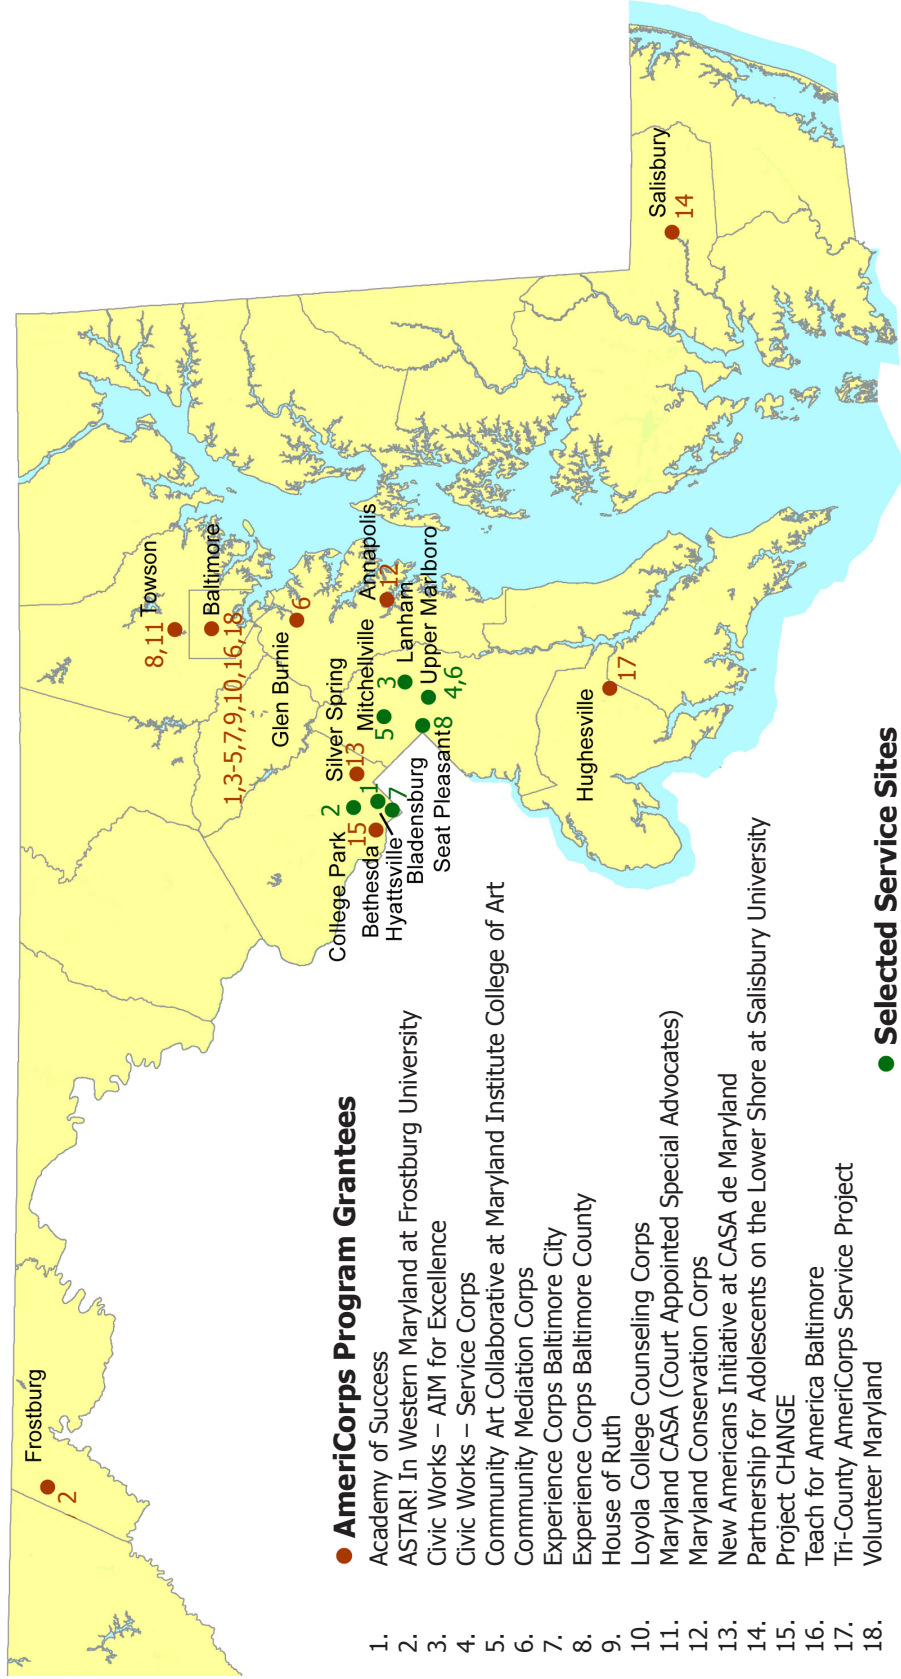 Frostburg
2
Towson
8,11
Baltimore
1,3-5,7,9,10,16,18
Glen Burnie
6
Silver Spring
13
Mitchellville
5
Annapolis
12
Lanham
3
Upper Marlboro
4,6
College Park
2
15
1
7
8
Bethesda
Hyattsville
Bladensburg
Seat Pleasant
Hughesville
17
Salisbury
14
AmeriCorps Program Grantees
1. Academy of Success
2. ASTAR! In Western Maryland at Frostburg University
3. Civic Works – AIM for Excellence
4. Civic Works – Service Corps
5. Community Art Collaborative at Maryland Institute College of Art
6. Community Mediation Corps
7. Experience Corps Baltimore City
8. Experience Corps Baltimore County
9. House of Ruth
10. Loyola College Counseling Corps
11. Maryland CASA (Court Appointed Special Advocates)
12. Maryland Conservation Corps
13. New Americans Initiative at CASA de Maryland
14. Partnership for Adolescents on the Lower Shore at Salisbury University
15. Project CHANGE
16. Teach for America Baltimore
17. Tri-County AmeriCorps Service Project
18. Volunteer Maryland
Selected Service Sites